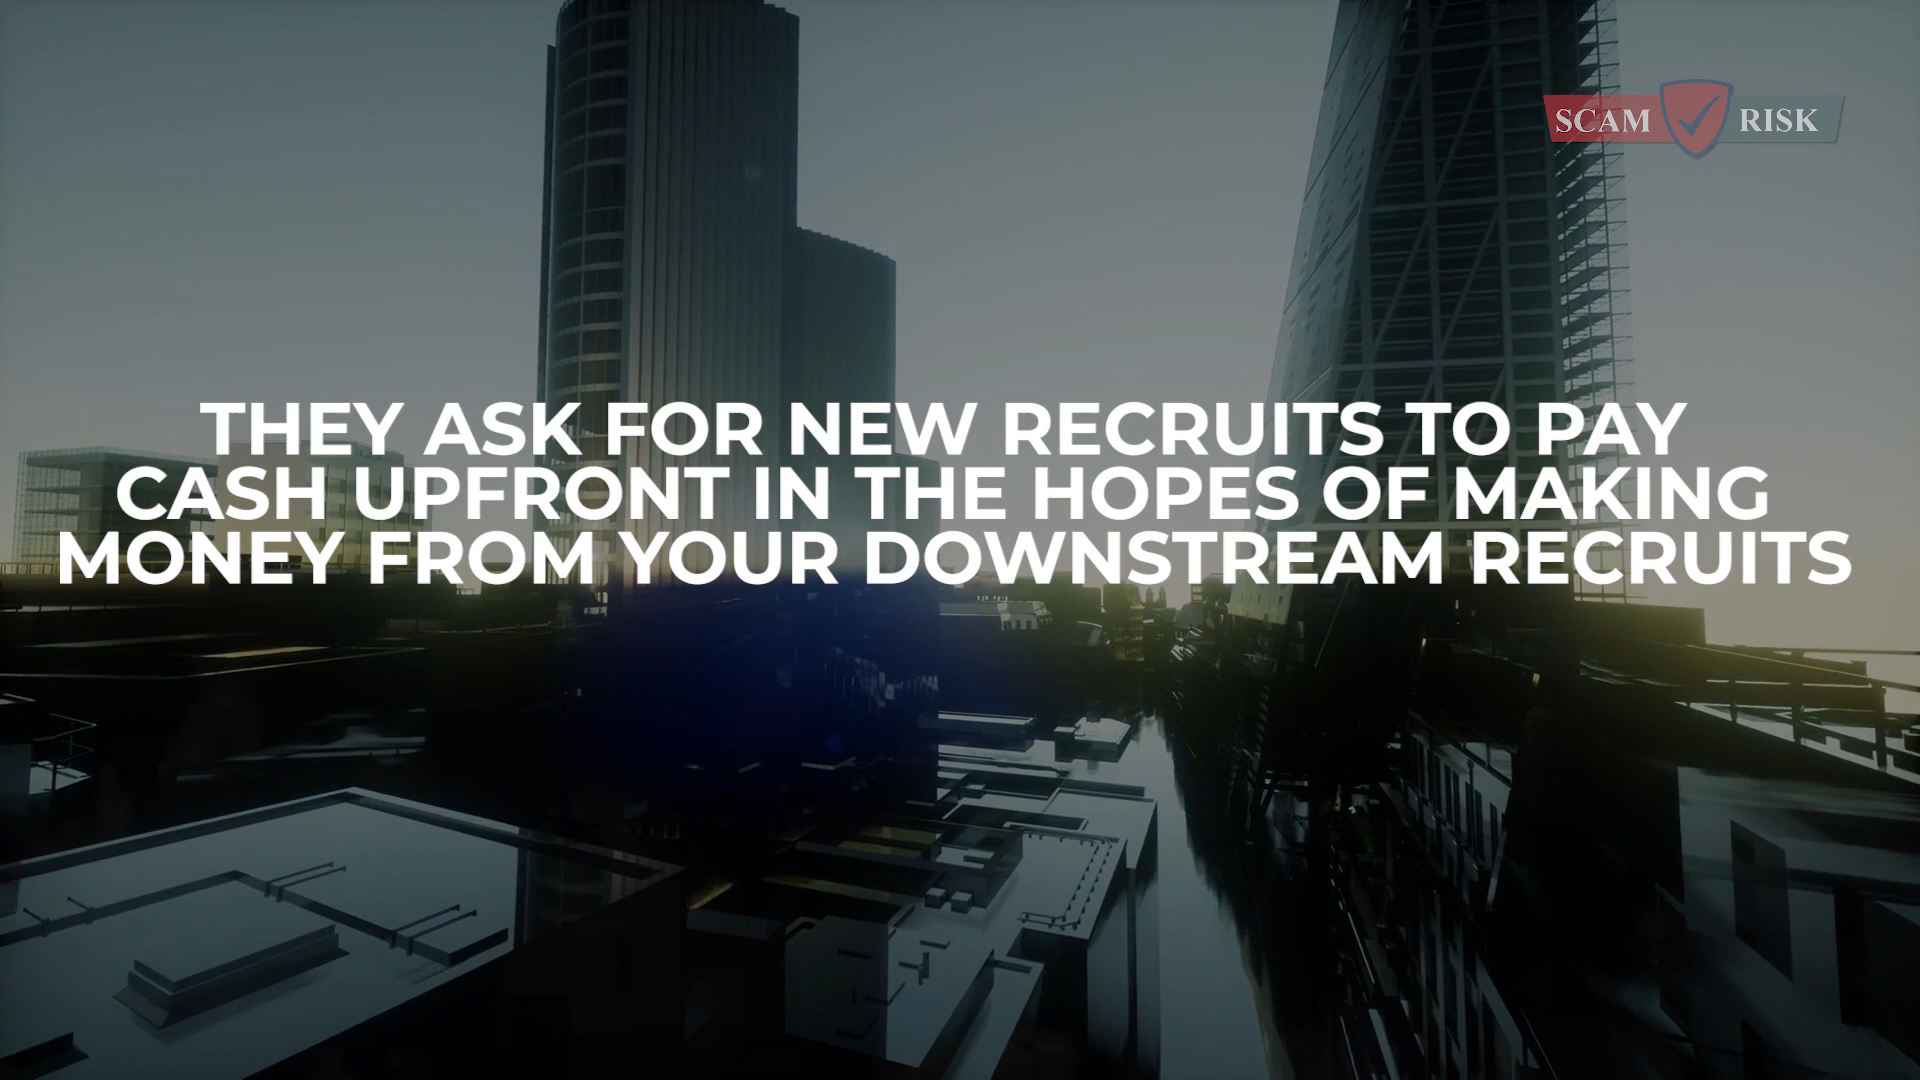 SCAM RISK
THEY ASK FOR NEW RECRUITS TO PAY
CASH UPFRONT IN THE HOPES OF MAKING
MONEY FROM YOUR DOWNSTREAM RECRUITS